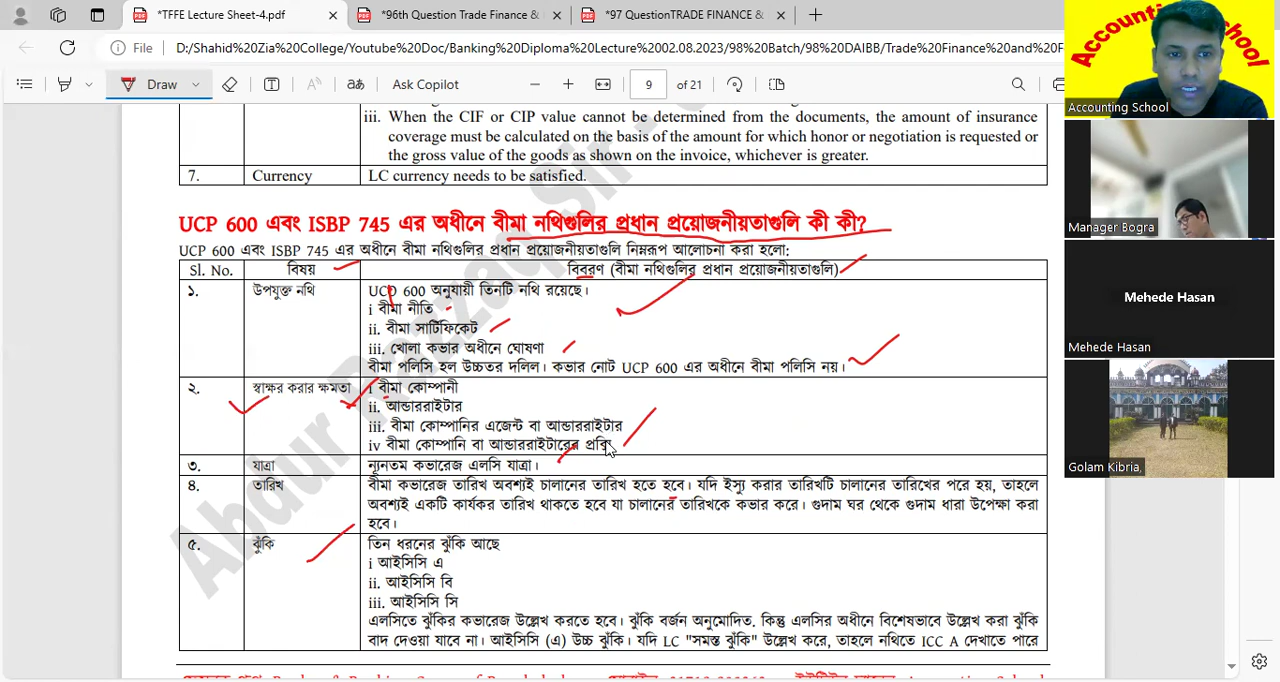 *TFFE Lecture Sheet-4.pdf
*96th Question Trade Finance &
*97 QuestionTRADE FINANCE &
File
D:/Shahid%20Zia%20College/Youtube%20Doc/Banking%20Diploma%20Lecture%2002.08.2023/98%20Batch/98%20DAIBB/Trade%20Finance%20and%20F
Draw
aあ
Ask Copilot
9 of 21
iii. When the CIF or CIP value cannot be determined from the documents, the amount of insurance
coverage must be calculated on the basis of the amount for which honor or negotiation is requested or
the gross value of the goods as shown on the invoice, whichever is greater.
7. Currency LC currency needs to be satisfied.
UCP 600 এবং ISBP 745 এর অধীনে বীমা নথিগুলির প্রধান প্রয়োজনীয়তাগুলি কী কী?
UCP 600 এবং ISBP 745 এর অধীনে বীমা নথিগুলির প্রধান প্রয়োজনীয়তাগুলি নিম্নরূপ আলোচনা করা হলো:
Sl. No. বিষয় বিবরণ (বীমা নথিগুলির প্রধান প্রয়োজনীয়তাগুলি)
১. উপযুক্ত নথি UCP 600 অনুযায়ী তিনটি নথি রয়েছে।
i বীমা নীতি
ii. বীমা সার্টিফিকেট
iii. খোলা কভার অধীনে ঘোষণা
বীমা পলিসি হল উচ্চতর দলিল। কভার নোট UCP 600 এর অধীনে বীমা পলিসি নয়।
২. স্বাক্ষর করার ক্ষমতা i বীমা কোম্পানী
ii. আন্ডাররাইটার
iii. বীমা কোম্পানির এজেন্ট বা আন্ডাররাইটার
iv বীমা কোম্পানি বা আন্ডাররাইটারের প্রক্সি
৩. যাত্রা ন্যূনতম কভারেজ এলসি যাত্রা।
৪. তারিখ বীমা কভারেজ তারিখ অবশ্যই চালানের তারিখ হতে হবে। যদি ইস্যু করার তারিখটি চালানের তারিখের পরে হয়, তাহলে
অবশ্যই একটি কার্যকর তারিখ থাকতে হবে যা চালানের তারিখকে কভার করে। গুদাম ঘর থেকে গুদাম ধারা উপেক্ষা করা
হবে।
৫. ঝুঁকি তিন ধরনের ঝুঁকি আছে
i আইসিসি এ
ii. আইসিসি বি
iii. আইসিসি সি
এলসিতে ঝুঁকির কভারেজ উল্লেখ করতে হবে। ঝুঁকি বর্জন অনুমোদিত। কিন্তু এলসির অধীনে বিশেষভাবে উল্লেখ করা ঝুঁকি
বাদ দেওয়া যাবে না। আইসিসি (এ) উচ্চ ঝুঁকি। যদি LC "সমস্ত ঝুঁকি" উল্লেখ করে, তাহলে নথিতে ICC A দেখাতে পারে
Abdur Razzaq Sir
Accounting School
Accounting School
Manager Bogra
Mehede Hasan
Mehede Hasan
Golam Kibria,